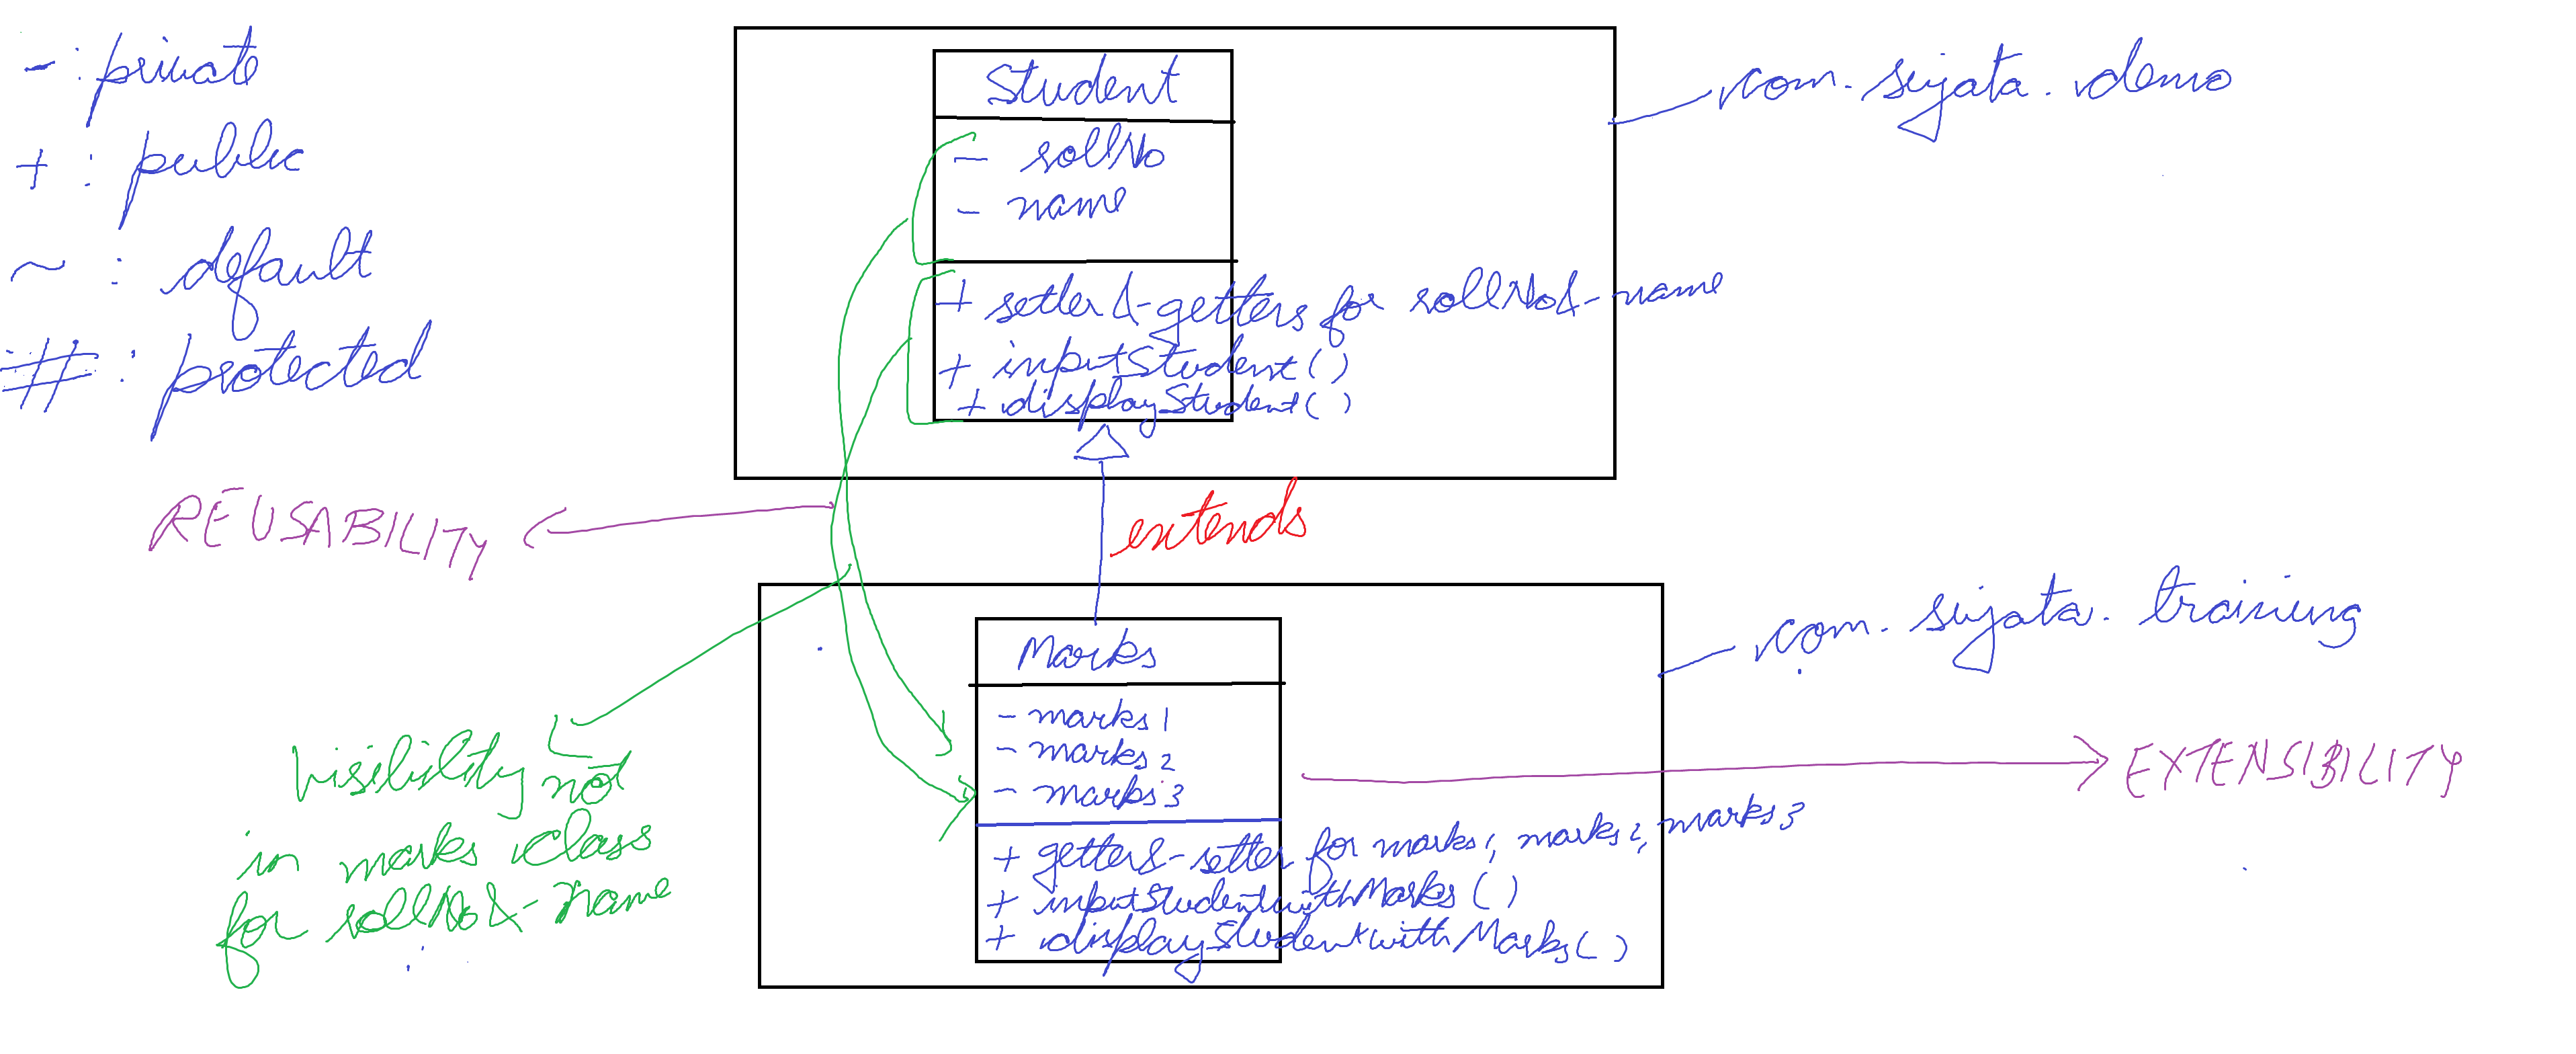 - : private
+ : public
~ : default
# : protected
Student
- rollNo
- name
+ setter & getters for rollNo & name
+ inputStudent()
+ displayStudent()
com. sujata. demo
extends
REUSABILITY
Marks
- marks1
- marks2
- marks3
+ getter & setter for marks1, marks2, marks3
+ inputStudentwithMarks()
+ displayStudentwithMarks()
com. sujata. training
EXTENSIBILITY
visibility not
in marks class
for rollNo & name